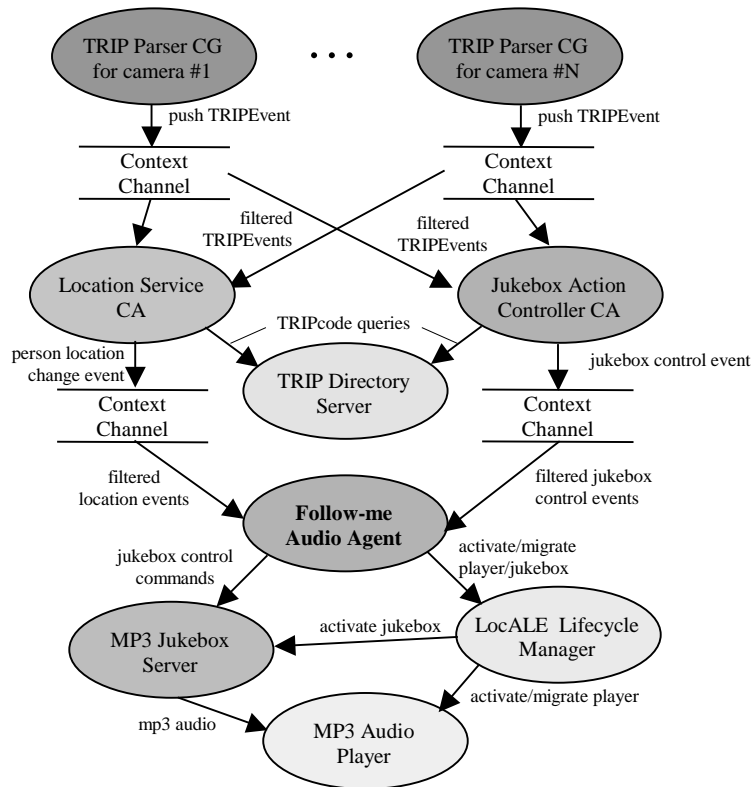 TRIP Parser CG
for camera #1
. . .
TRIP Parser CG
for camera #N
push TRIPEvent
push TRIPEvent
Context
Channel
Context
Channel
filtered
TRIPEvents
filtered
TRIPEvents
Location Service
CA
Jukebox Action
Controller CA
TRIPcode queries
person location
change event
jukebox control event
TRIP Directory
Server
Context
Channel
Context
Channel
filtered
location events
filtered jukebox
control events
Follow-me
Audio Agent
jukebox control
commands
activate/migrate
player/jukebox
MP3 Jukebox
Server
activate jukebox
LocALE Lifecycle
Manager
mp3 audio
activate/migrate player
MP3 Audio
Player